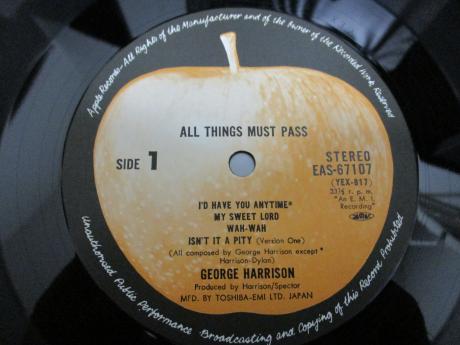 Apple Records-All Rights of the Manufacturer and of the Owner of the Recorded Work Reserved
ALL THINGS MUST PASS
SIDE 1
STEREO
EAS-67107
(YEX-817)
33⅓ r. p. m.
"An E. M. I.
Recording"
I'D HAVE YOU ANYTIME*
MY SWEET LORD
WAH-WAH
ISN'T IT A PITY (Version One)
(All composed by George Harrison except *
Harrison-Dylan)
GEORGE HARRISON
Produced by Harrison/Spector
MFD. BY TOSHIBA-EMI LTD. JAPAN
Unauthorised Public Performance Broadcasting and Copying of this Record Prohibited